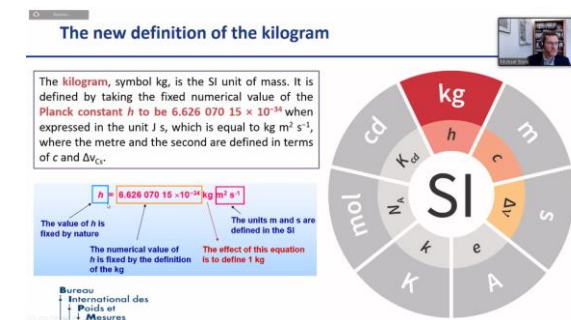 The new definition of the kilogram
The kilogram, symbol kg, is the SI unit of mass. It is
defined by taking the fixed numerical value of the
Planck constant h to be 6.626 070 15 × 10⁻³⁴ when
expressed in the unit J s, which is equal to kg m² s⁻¹,
where the metre and the second are defined in terms
of c and ΔνCs.
h = 6.626 070 15 ×10⁻³⁴ kg m² s⁻¹
The value of h is
fixed by nature
The numerical value of
h is fixed by the definition
of the kg
The effect of this equation
is to define 1 kg
The units m and s are
defined in the SI
Bureau
International des
Poids et
Mesures
kg
m
s
A
K
mol
cd
h
c
Δν
e
k
NA
Kcd
SI